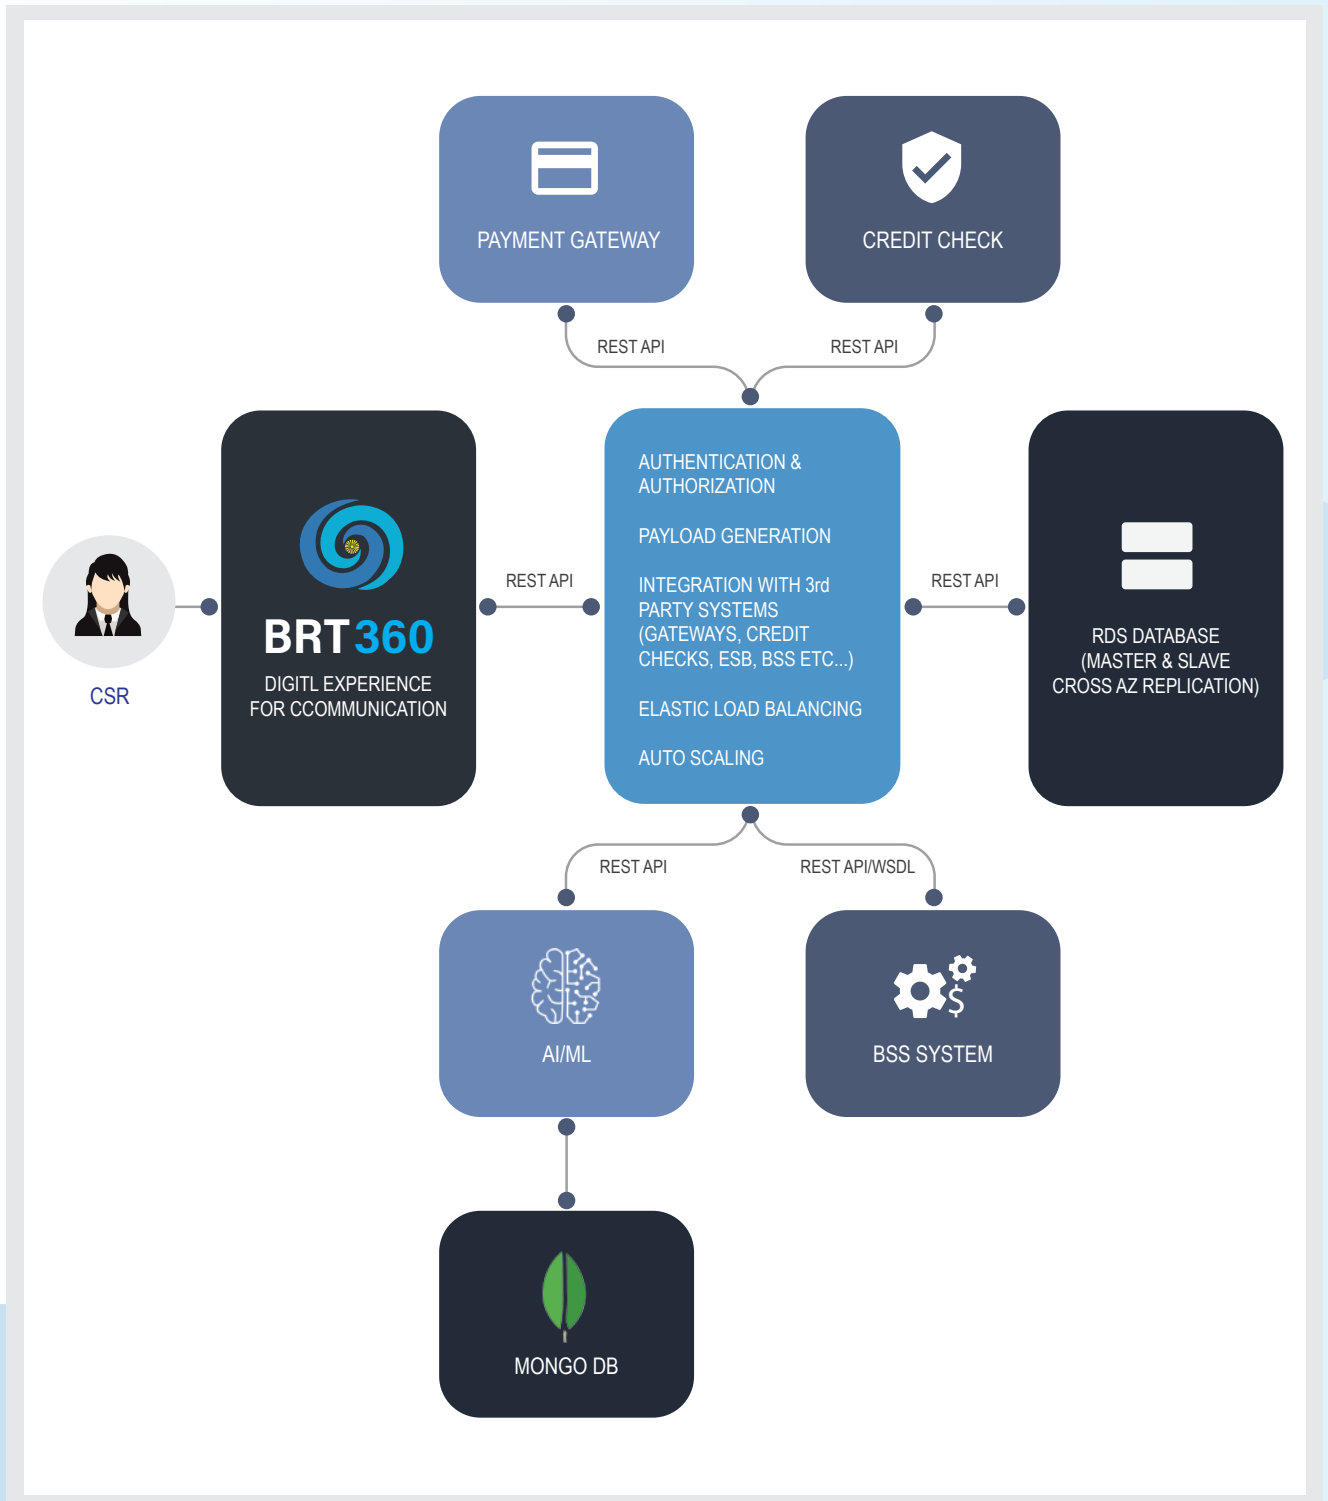 PAYMENT GATEWAY
CREDIT CHECK
REST API
REST API
AUTHENTICATION &
AUTHORIZATION
PAYLOAD GENERATION
INTEGRATION WITH 3rd
PARTY SYSTEMS
(GATEWAYS, CREDIT
CHECKS, ESB, BSS ETC...)
ELASTIC LOAD BALANCING
AUTO SCALING
CSR
BRT360
DIGITL EXPERIENCE
FOR CCOMMUNICATION
REST API
REST API
RDS DATABASE
(MASTER & SLAVE
CROSS AZ REPLICATION)
REST API
REST API/WSDL
AI/ML
BSS SYSTEM
MONGO DB